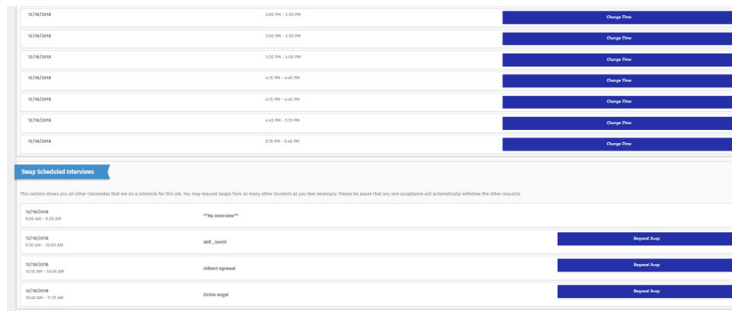 12/18/2018 3:00 PM - 3:30 PM Change Time
12/18/2018 3:00 PM - 3:30 PM Change Time
12/18/2018 3:30 PM - 4:00 PM Change Time
12/18/2018 4:15 PM - 4:45 PM Change Time
12/18/2018 4:15 PM - 4:45 PM Change Time
12/18/2018 4:45 PM - 5:15 PM Change Time
12/18/2018 5:15 PM - 5:45 PM Change Time
Swap Scheduled Interviews
This section shows you all other classmates that are on a schedule for this job. You may request swaps from as many other students as you feel necessary. Please be aware that any one acceptance will automatically withdraw the other requests.
12/18/2018
9:00 AM - 9:30 AM **My Interview**
12/18/2018
9:30 AM - 10:00 AM Will _Smith Request Swap
12/18/2018
10:15 AM - 10:45 AM Gilbert Agrawal Request Swap
12/18/2018
10:45 AM - 11:15 AM Angel Request Swap